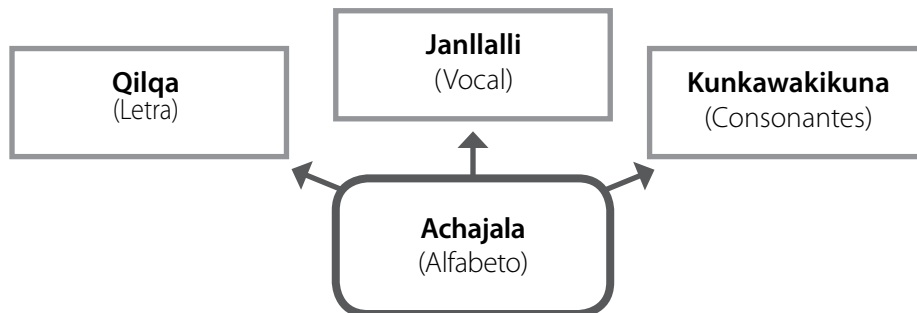 Qilqa
(Letra)
Janllalli
(Vocal)
Kunkawakikuna
(Consonantes)
Achajala
(Alfabeto)